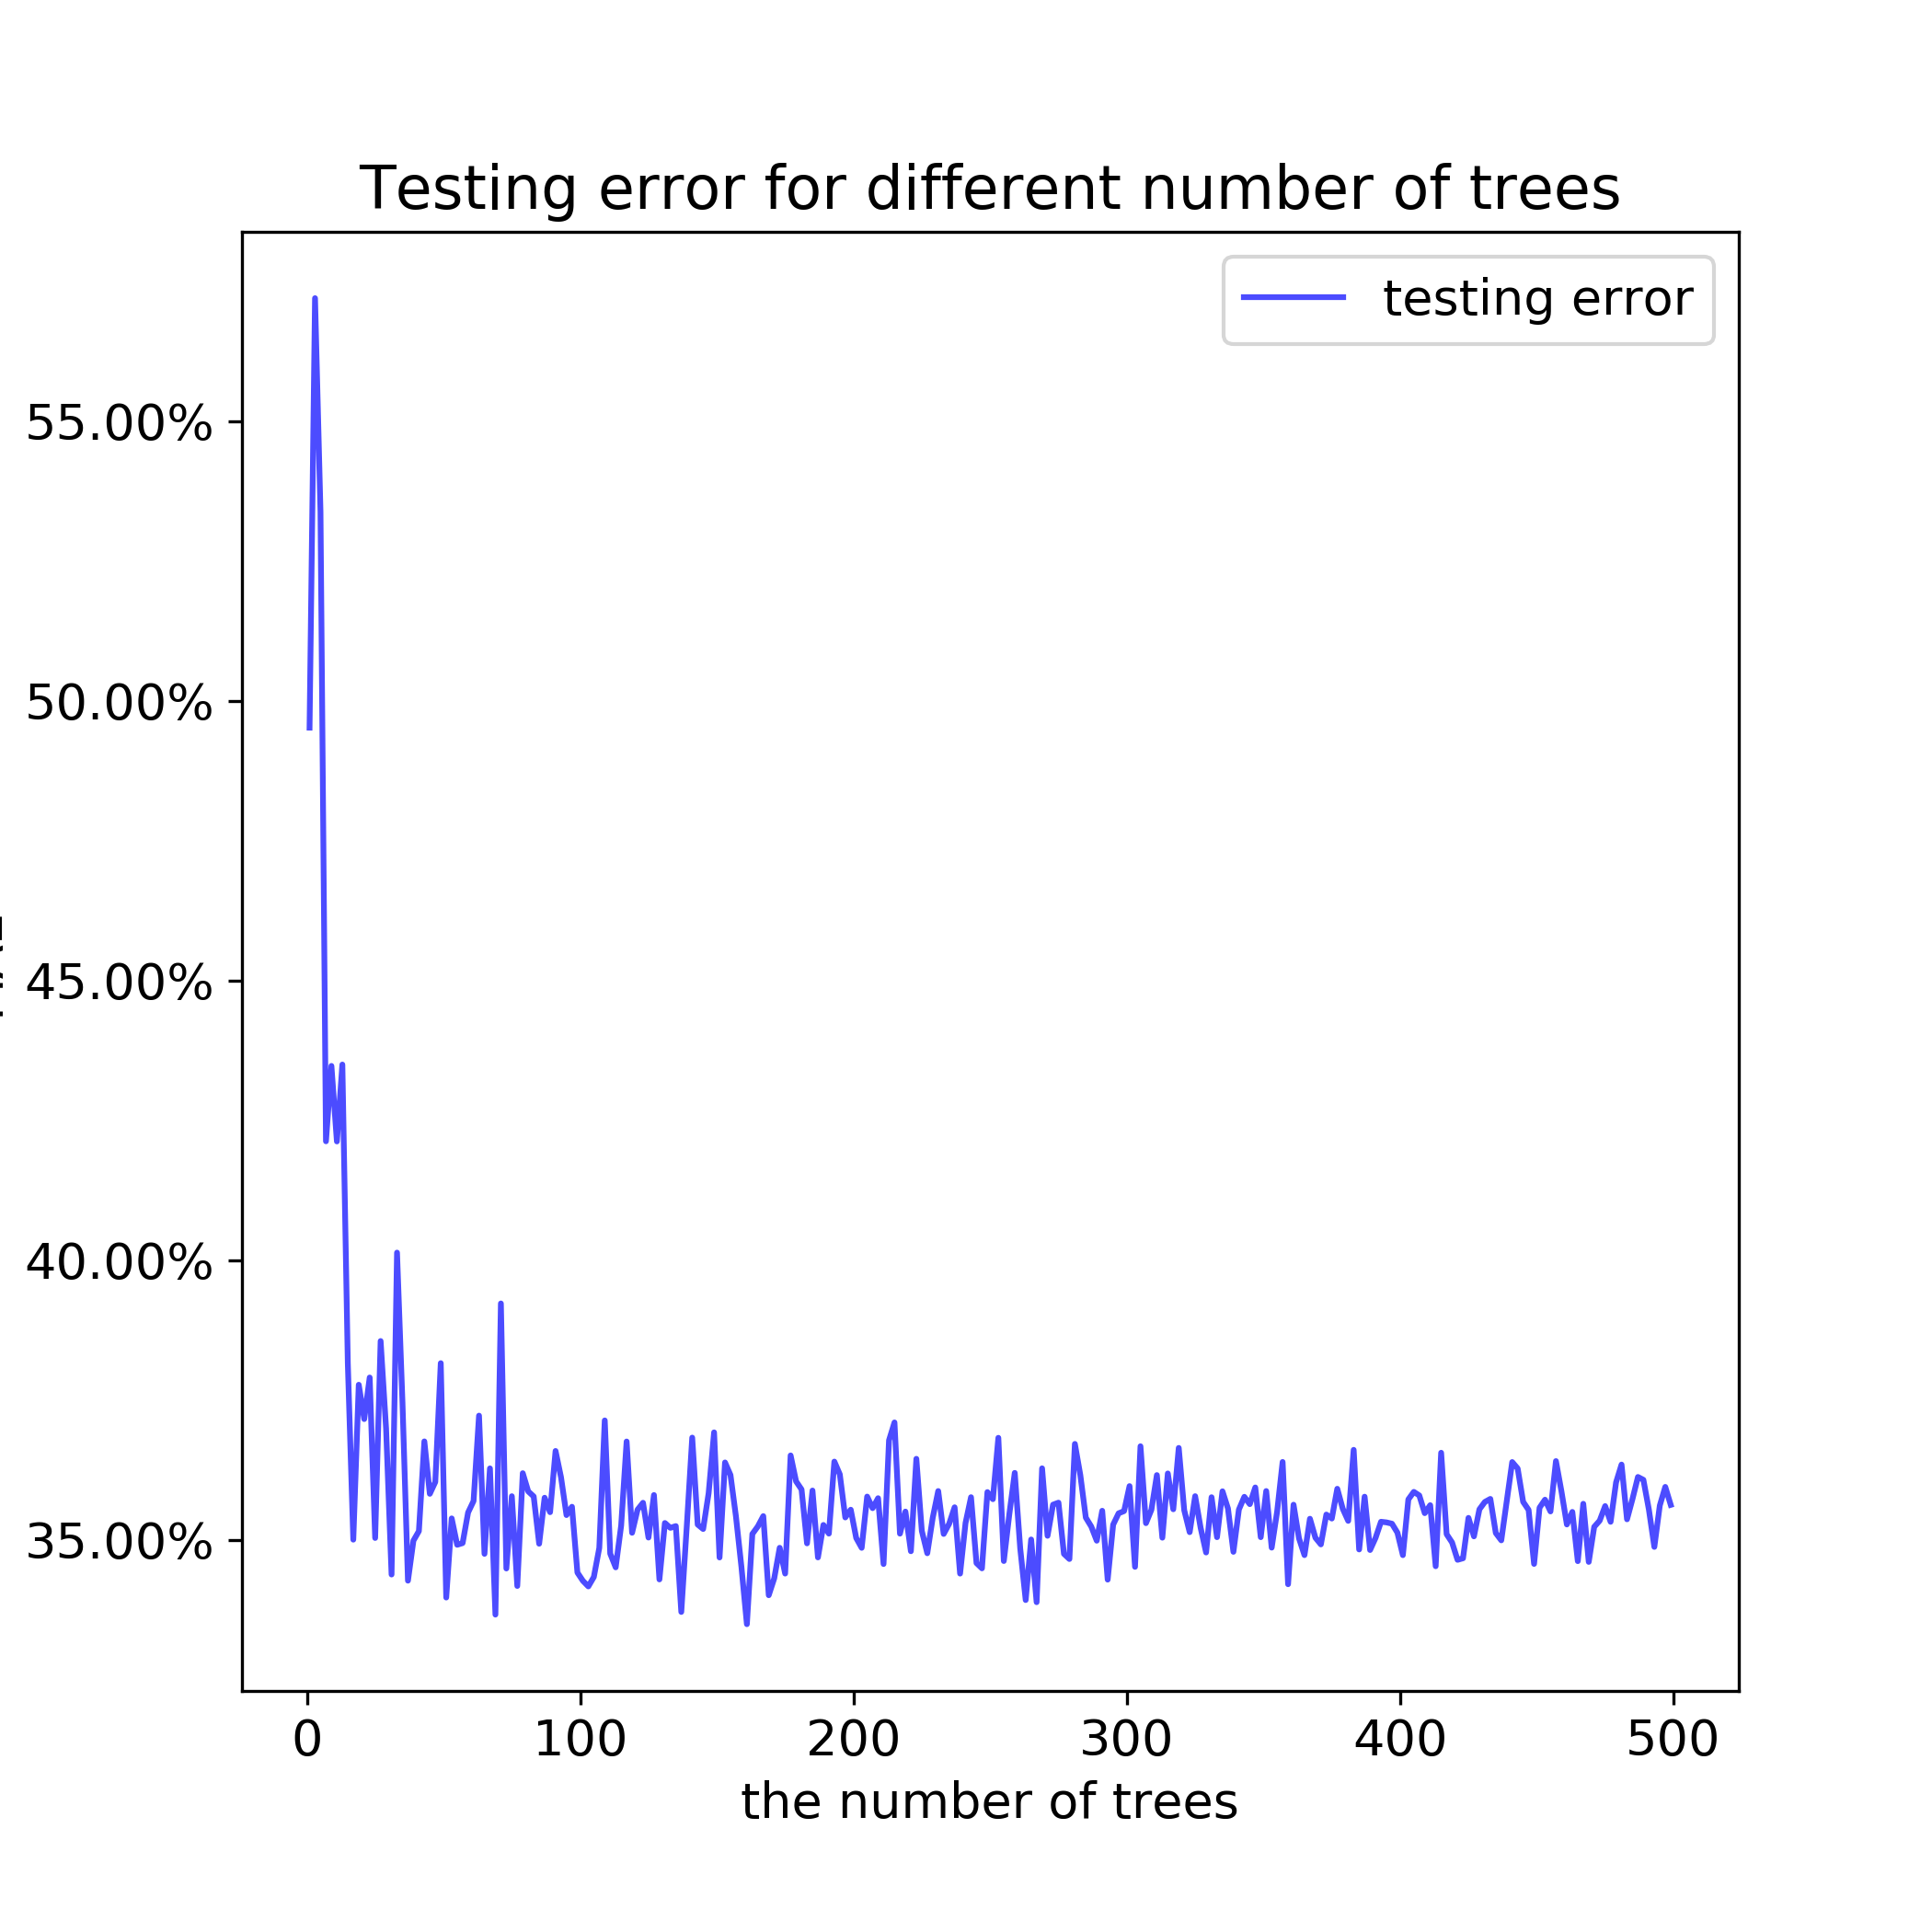 Testing error for different number of trees
testing error
55.00%
50.00%
45.00%
40.00%
35.00%
0 100 200 300 400 500
the number of trees